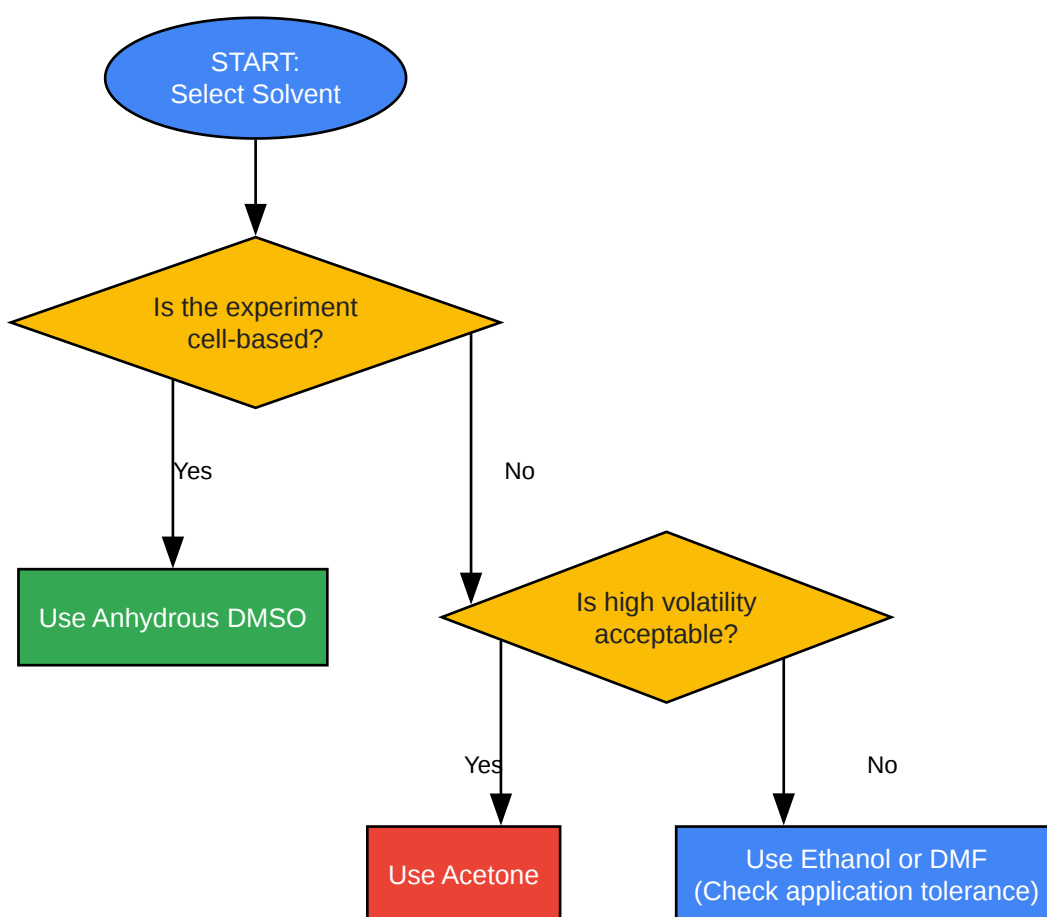 START:
Select Solvent
Is the experiment
cell-based?
Yes
No
Use Anhydrous DMSO
Is high volatility
acceptable?
Yes
No
Use Acetone
Use Ethanol or DMF
(Check application tolerance)